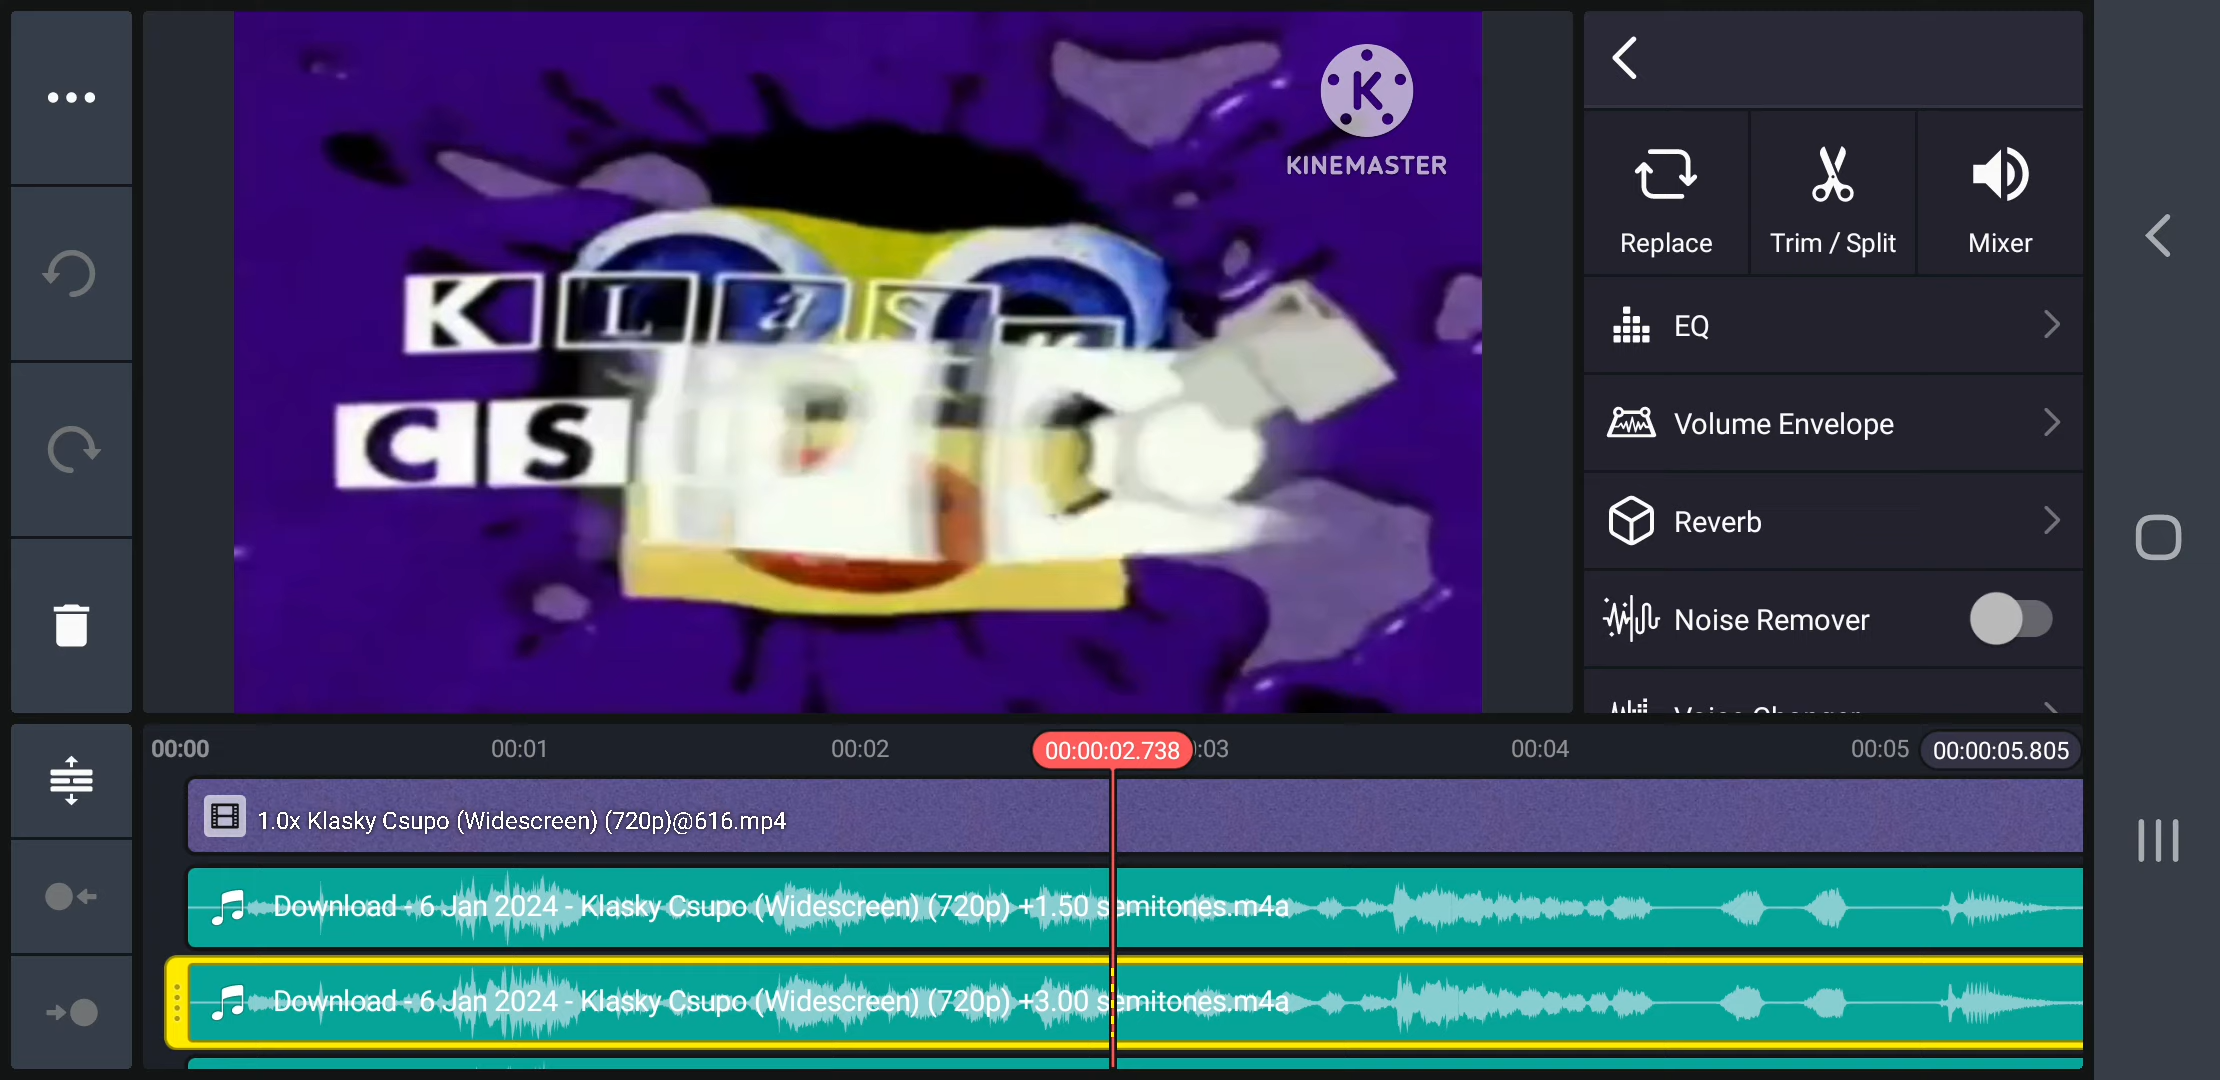 K L a s
C S
K
KINEMASTER
Replace
Trim / Split
Mixer
EQ
Volume Envelope
Reverb
Noise Remover
00:00
00:01
00:02
00:00:02.738
:03
00:04
00:05
00:00:05.805
1.0x Klasky Csupo (Widescreen) (720p)@616.mp4
Download - 6 Jan 2024 - Klasky Csupo (Widescreen) (720p) +1.50 semitones.m4a
Download - 6 Jan 2024 - Klasky Csupo (Widescreen) (720p) +3.00 semitones.m4a